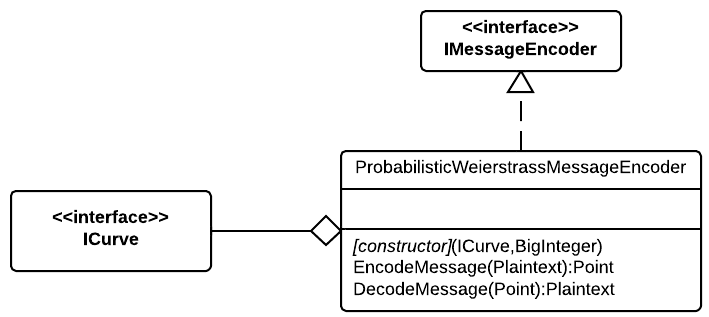 <<interface>>
IMessageEncoder
ProbabilisticWeierstrassMessageEncoder
<<interface>>
ICurve
[constructor](ICurve,BigInteger)
EncodeMessage(Plaintext):Point
DecodeMessage(Point):Plaintext